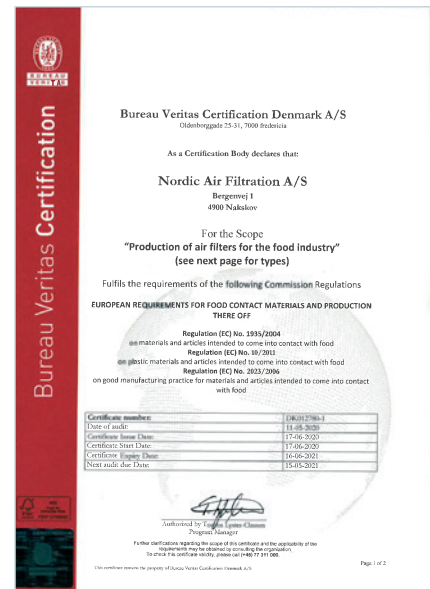 BUREAU
VERITAS
Bureau Veritas Certification
Bureau Veritas Certification Denmark A/S
Oldenborggade 25-31, 7000 fredericia
As a Certification Body declares that:
Nordic Air Filtration A/S
Bergenvej 1
4900 Nakskov
For the Scope
"Production of air filters for the food industry"
(see next page for types)
Fulfils the requirements of the following Commission Regulations
EUROPEAN REQUIREMENTS FOR FOOD CONTACT MATERIALS AND PRODUCTION
THERE OFF
Regulation (EC) No. 1935/2004
on materials and articles intended to come into contact with food
Regulation (EC) No. 10/2011
on plastic materials and articles intended to come into contact with food
Regulation (EC) No. 2023/2006
on good manufacturing practice for materials and articles intended to come into contact
with food
Certificate number:
Date of audit: 11-05-2020
Certificate Issue Date: 17-06-2020
Certificate Start Date: 17-06-2020
Certificate Expiry Date: 16-06-2021
Next audit due Date: 15-05-2021
Authorized by
Program Manager
Further clarifications regarding the scope of this certificate and the applicability of the
requirements may be obtained by consulting the organization.
To check this certificate validity, please call (+45) 77 311 000.
Page 1 of 2
This certificate remains the property of Bureau Veritas Certification Denmark A/S